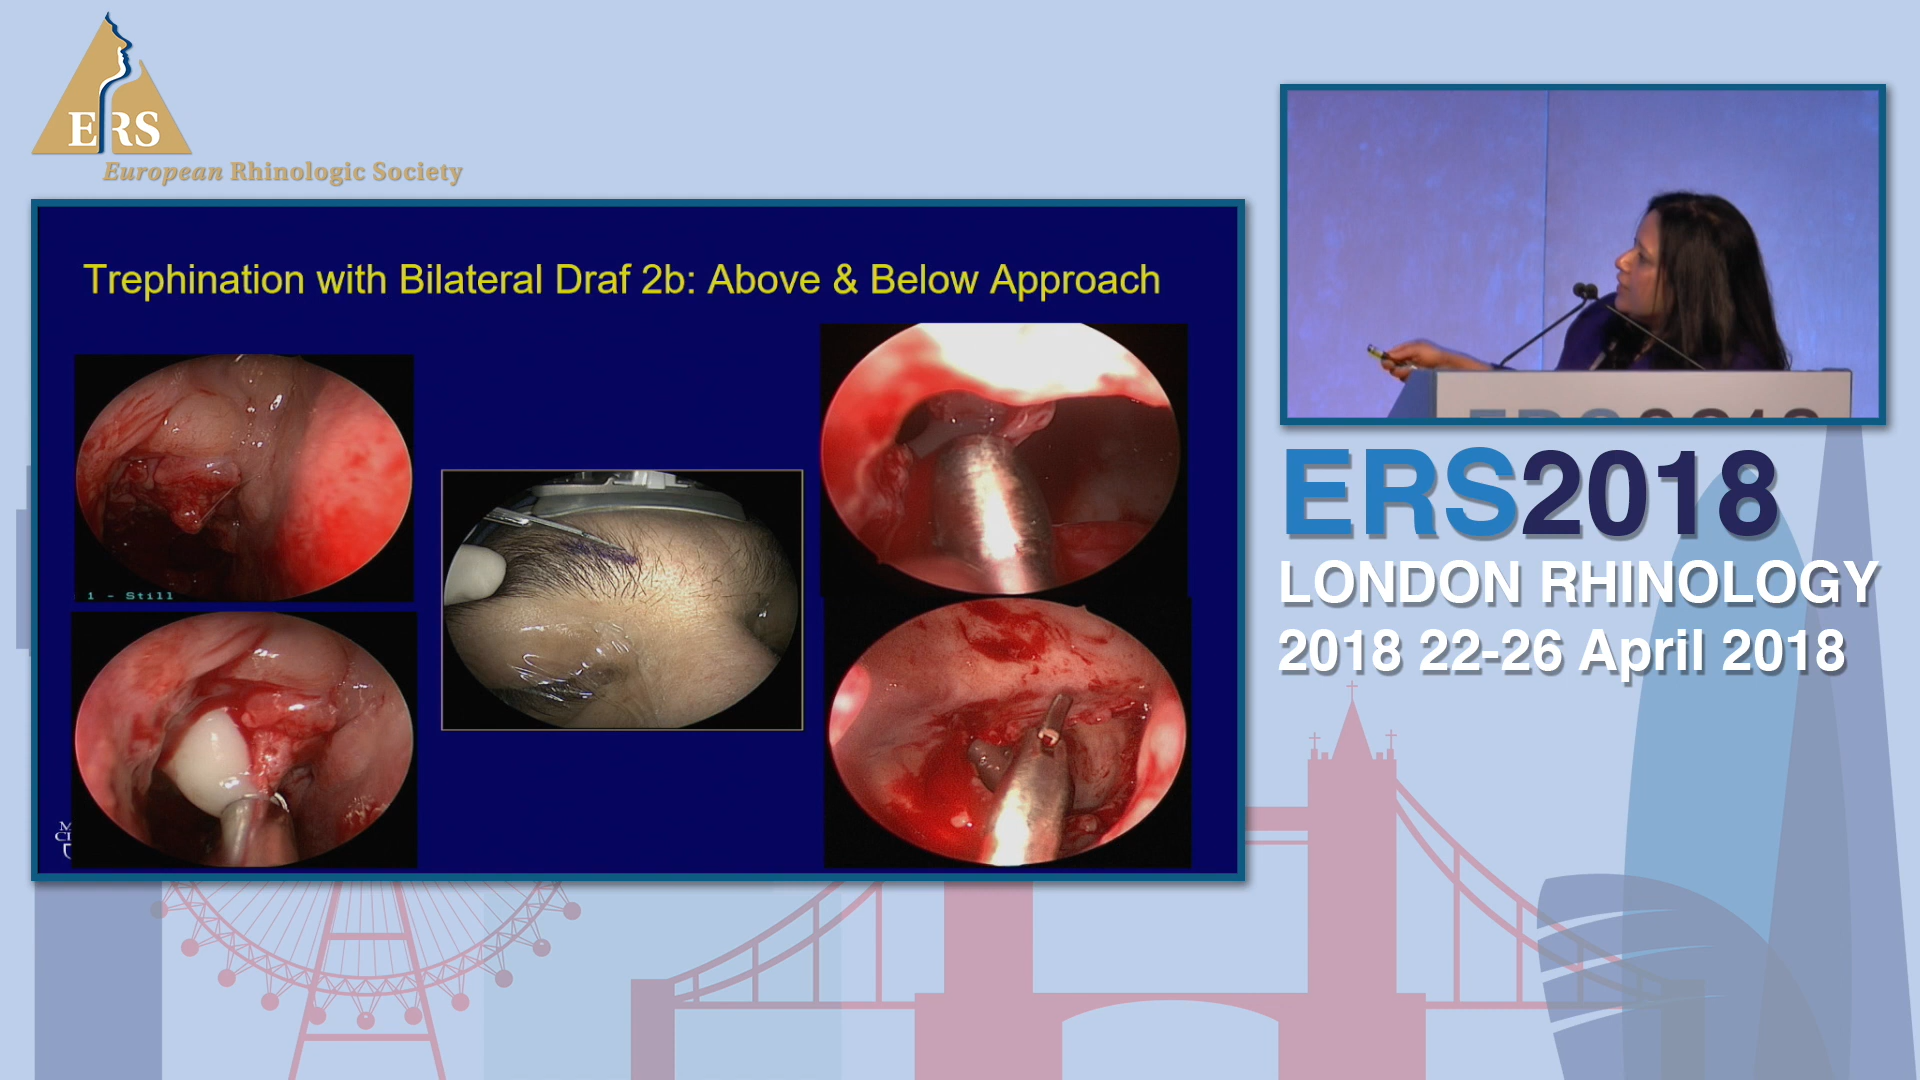 ERS
European Rhinologic Society
Trephination with Bilateral Draf 2b: Above & Below Approach
1 - Still
ERS2018
LONDON RHINOLOGY
2018 22-26 April 2018